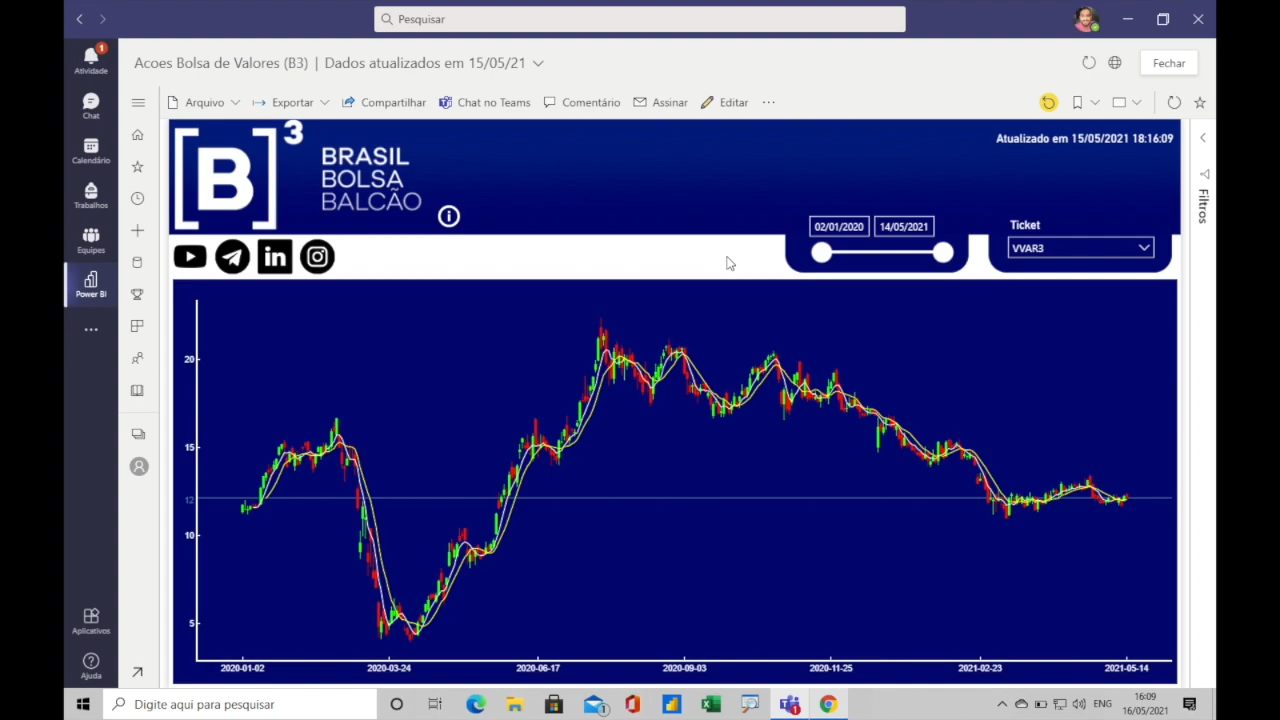 Pesquisar
1
Atividade
Chat
Calendário
Trabalhos
Equipes
Power BI
Aplicativos
Ajuda
Acoes Bolsa de Valores (B3) | Dados atualizados em 15/05/21
Fechar
Arquivo
Exportar
Compartilhar
Chat no Teams
Comentário
Assinar
Editar
Filtros
[B]³
BRASIL
BOLSA
BALCÃO
Atualizado em 15/05/2021 18:16:09
02/01/2020 14/05/2021
Ticket
VVAR3
20
15
12
10
5
2020-01-02 2020-03-24 2020-06-17 2020-09-03 2020-11-25 2021-02-23 2021-05-14
Digite aqui para pesquisar
1
1
ENG
16:09
16/05/2021